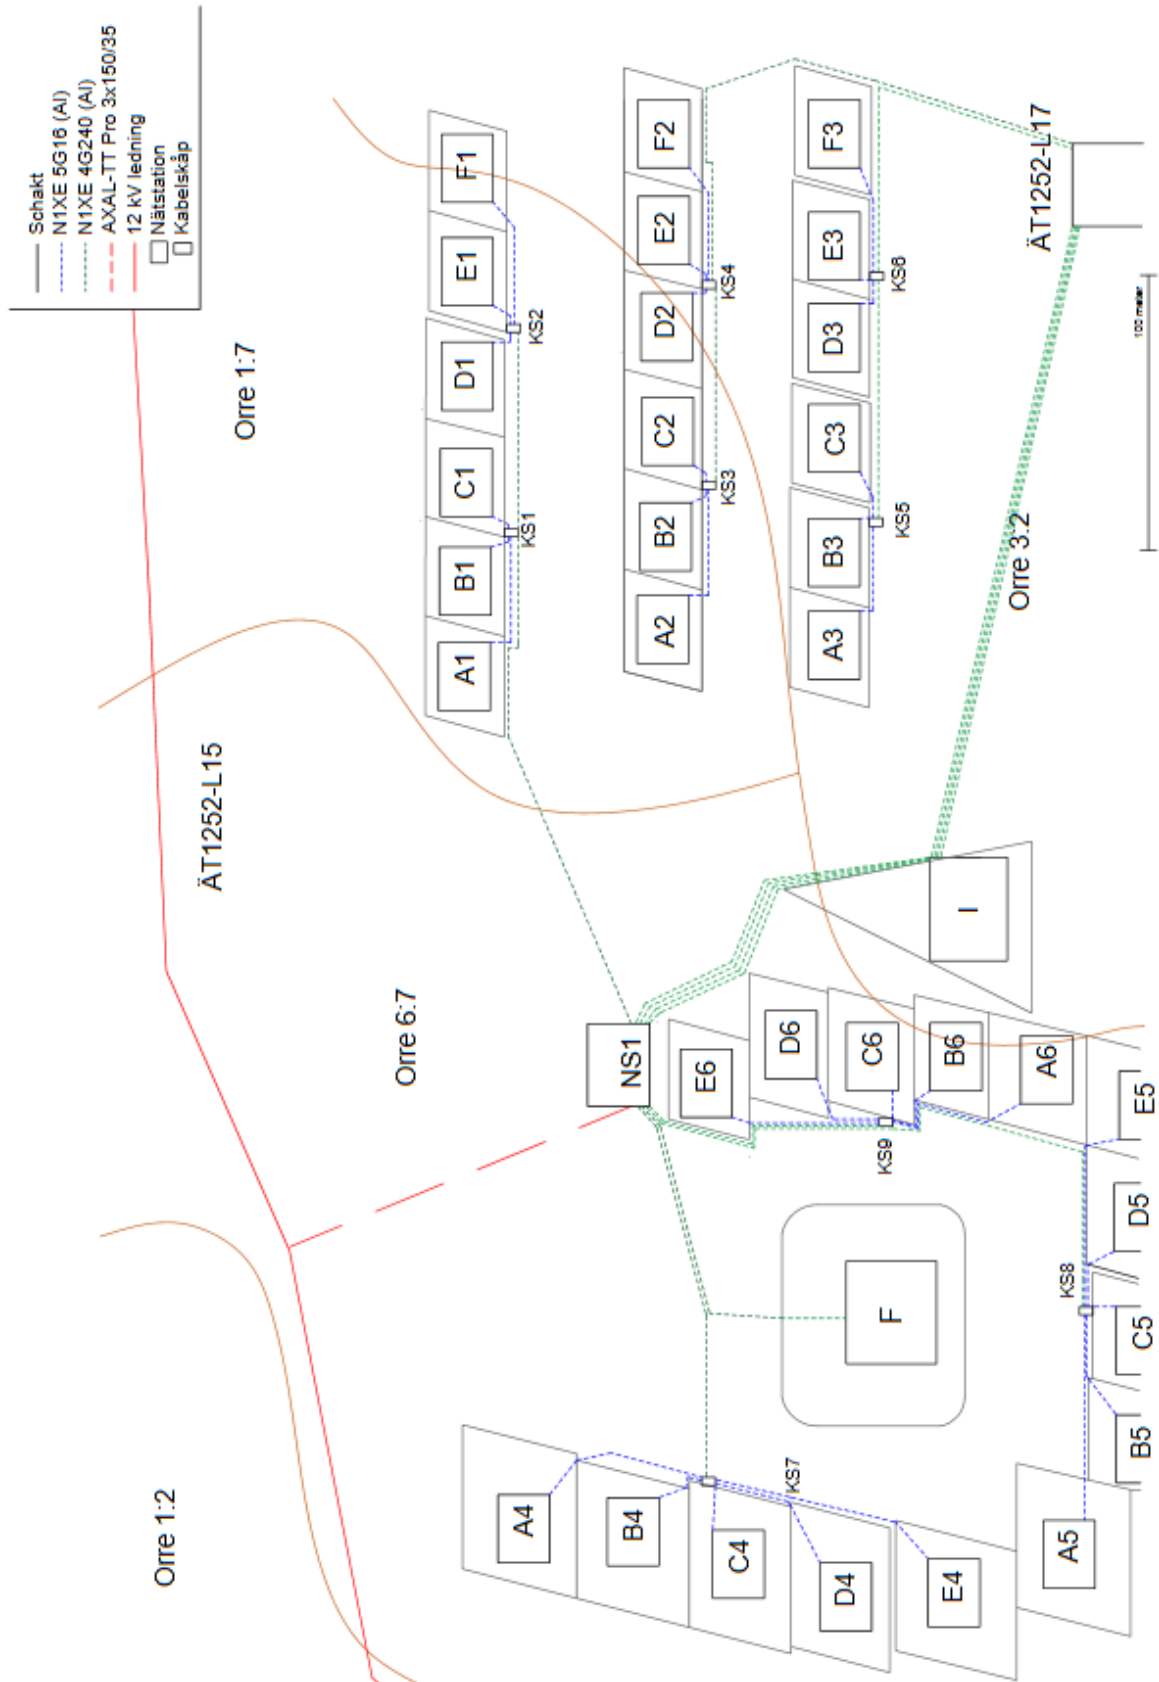 Schakt
N1XE 5G16 (Al)
N1XE 4G240 (Al)
AXAL-TT Pro 3x150/35
12 kV ledning
Nätstation
Kabelskåp
Orre 1:2
Orre 6:7
ÄT1252-L15
Orre 1:7
A1
B1
C1
D1
E1
F1
KS1
KS2
A2
B2
C2
D2
E2
F2
KS3
KS4
A3
B3
C3
D3
E3
F3
KS5
KS6
Orre 3:2
ÄT1252-L17
100 meter
NS1
I
E6
D6
C6
B6
A6
KS9
F
A4
B4
C4
D4
E4
KS7
A5
B5
C5
D5
E5
KS8